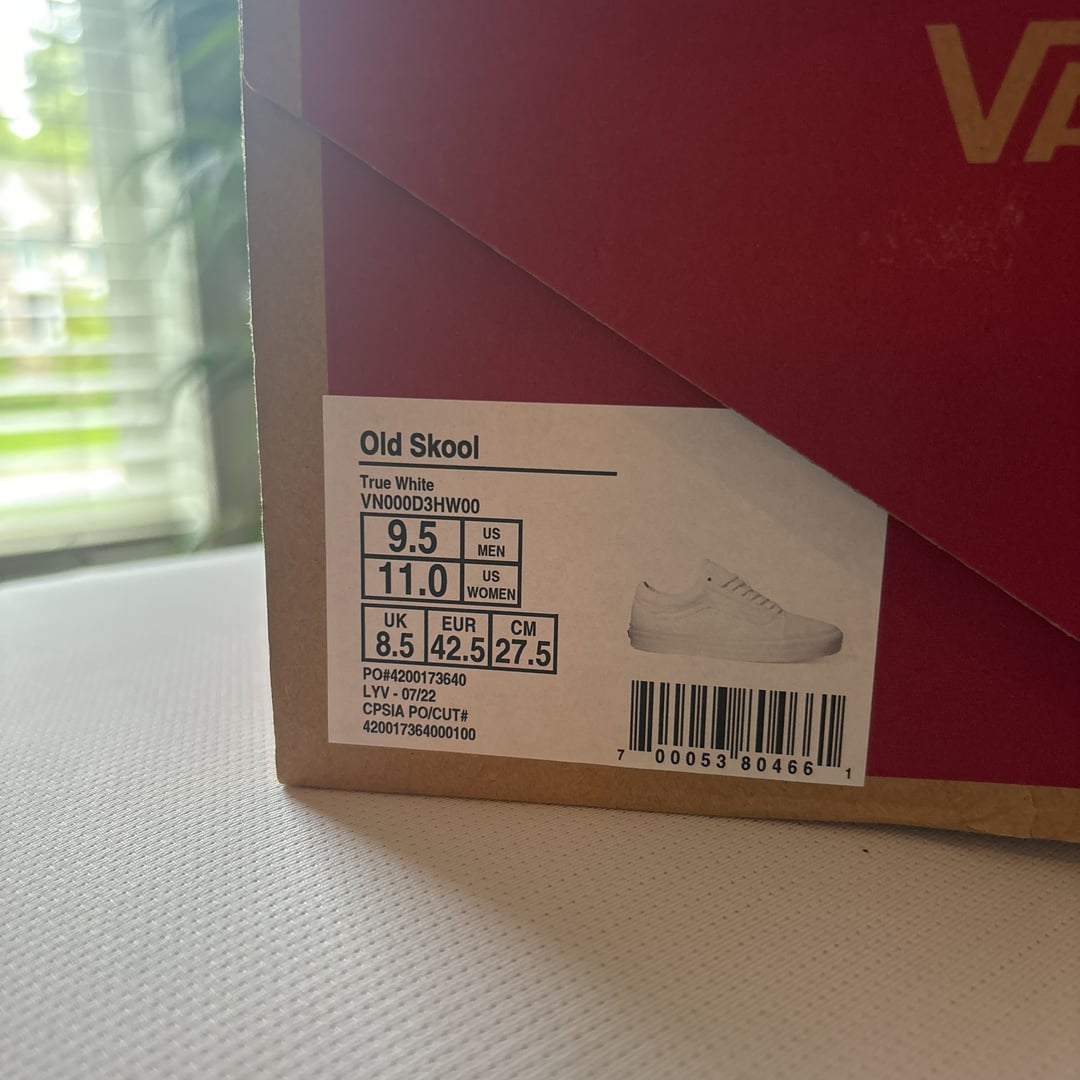 VA
Old Skool
True White
VN000D3HW00
9.5 US MEN
11.0 US WOMEN
UK EUR CM
8.5 42.5 27.5
PO#4200173640
LYV - 07/22
CPSIA PO/CUT#
420017364000100
7 00053 80466 1